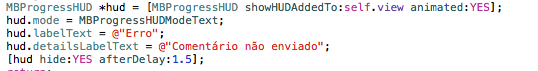 MBProgressHUD *hud = [MBProgressHUD showHUDAddedTo:self.view animated:YES];
hud.mode = MBProgressHUDModeText;
hud.labelText = @"Erro";
hud.detailsLabelText = @"Comentário não enviado";
[hud hide:YES afterDelay:1.5];